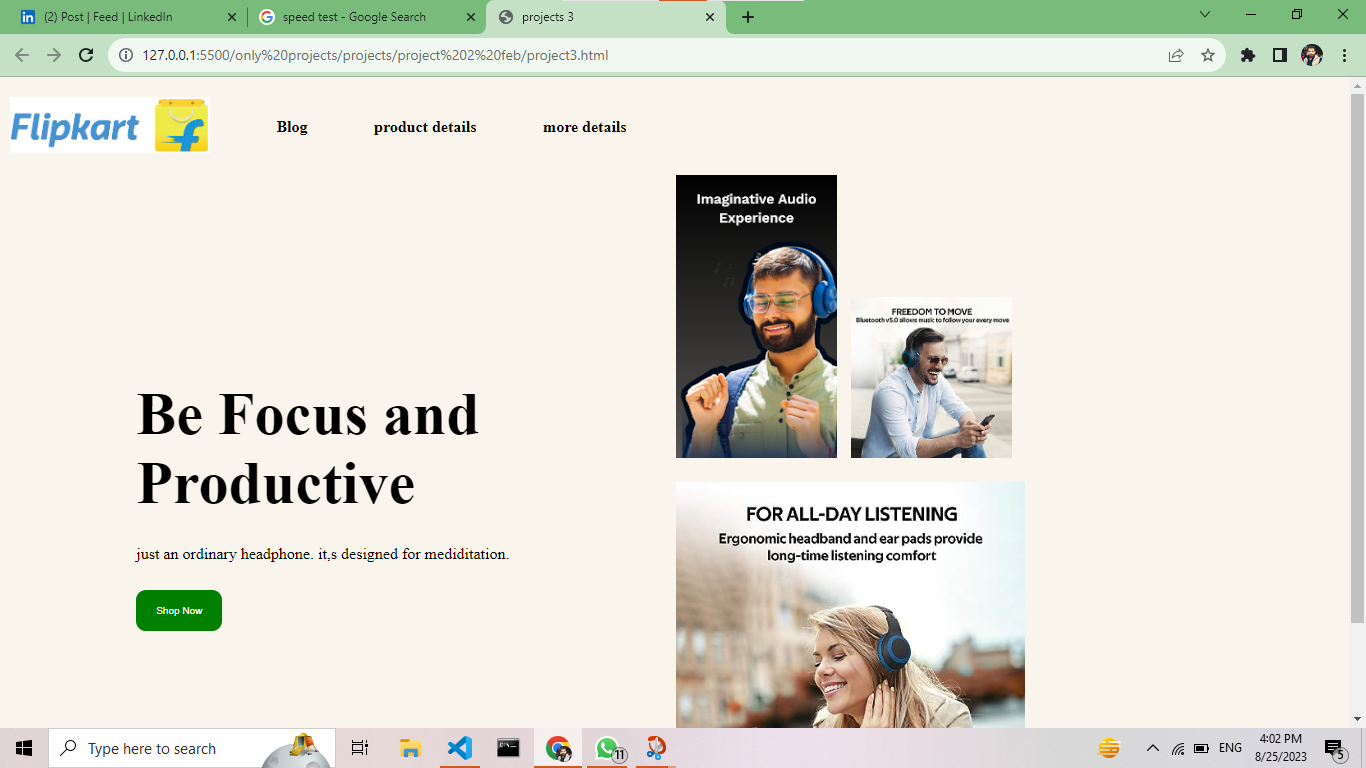 (2) Post | Feed | LinkedIn
speed test - Google Search
projects 3
127.0.0.1:5500/only%20projects/projects/project%202%20feb/project3.html
Flipkart
Blog
product details
more details
Imaginative Audio
Experience
FREEDOM TO MOVE
Bluetooth v5.0 allows music to follow your every move
Be Focus and
Productive
just an ordinary headphone. it,s designed for mediditation.
Shop Now
FOR ALL-DAY LISTENING
Ergonomic headband and ear pads provide
long-time listening comfort
Type here to search
11
ENG
4:02 PM
8/25/2023
5